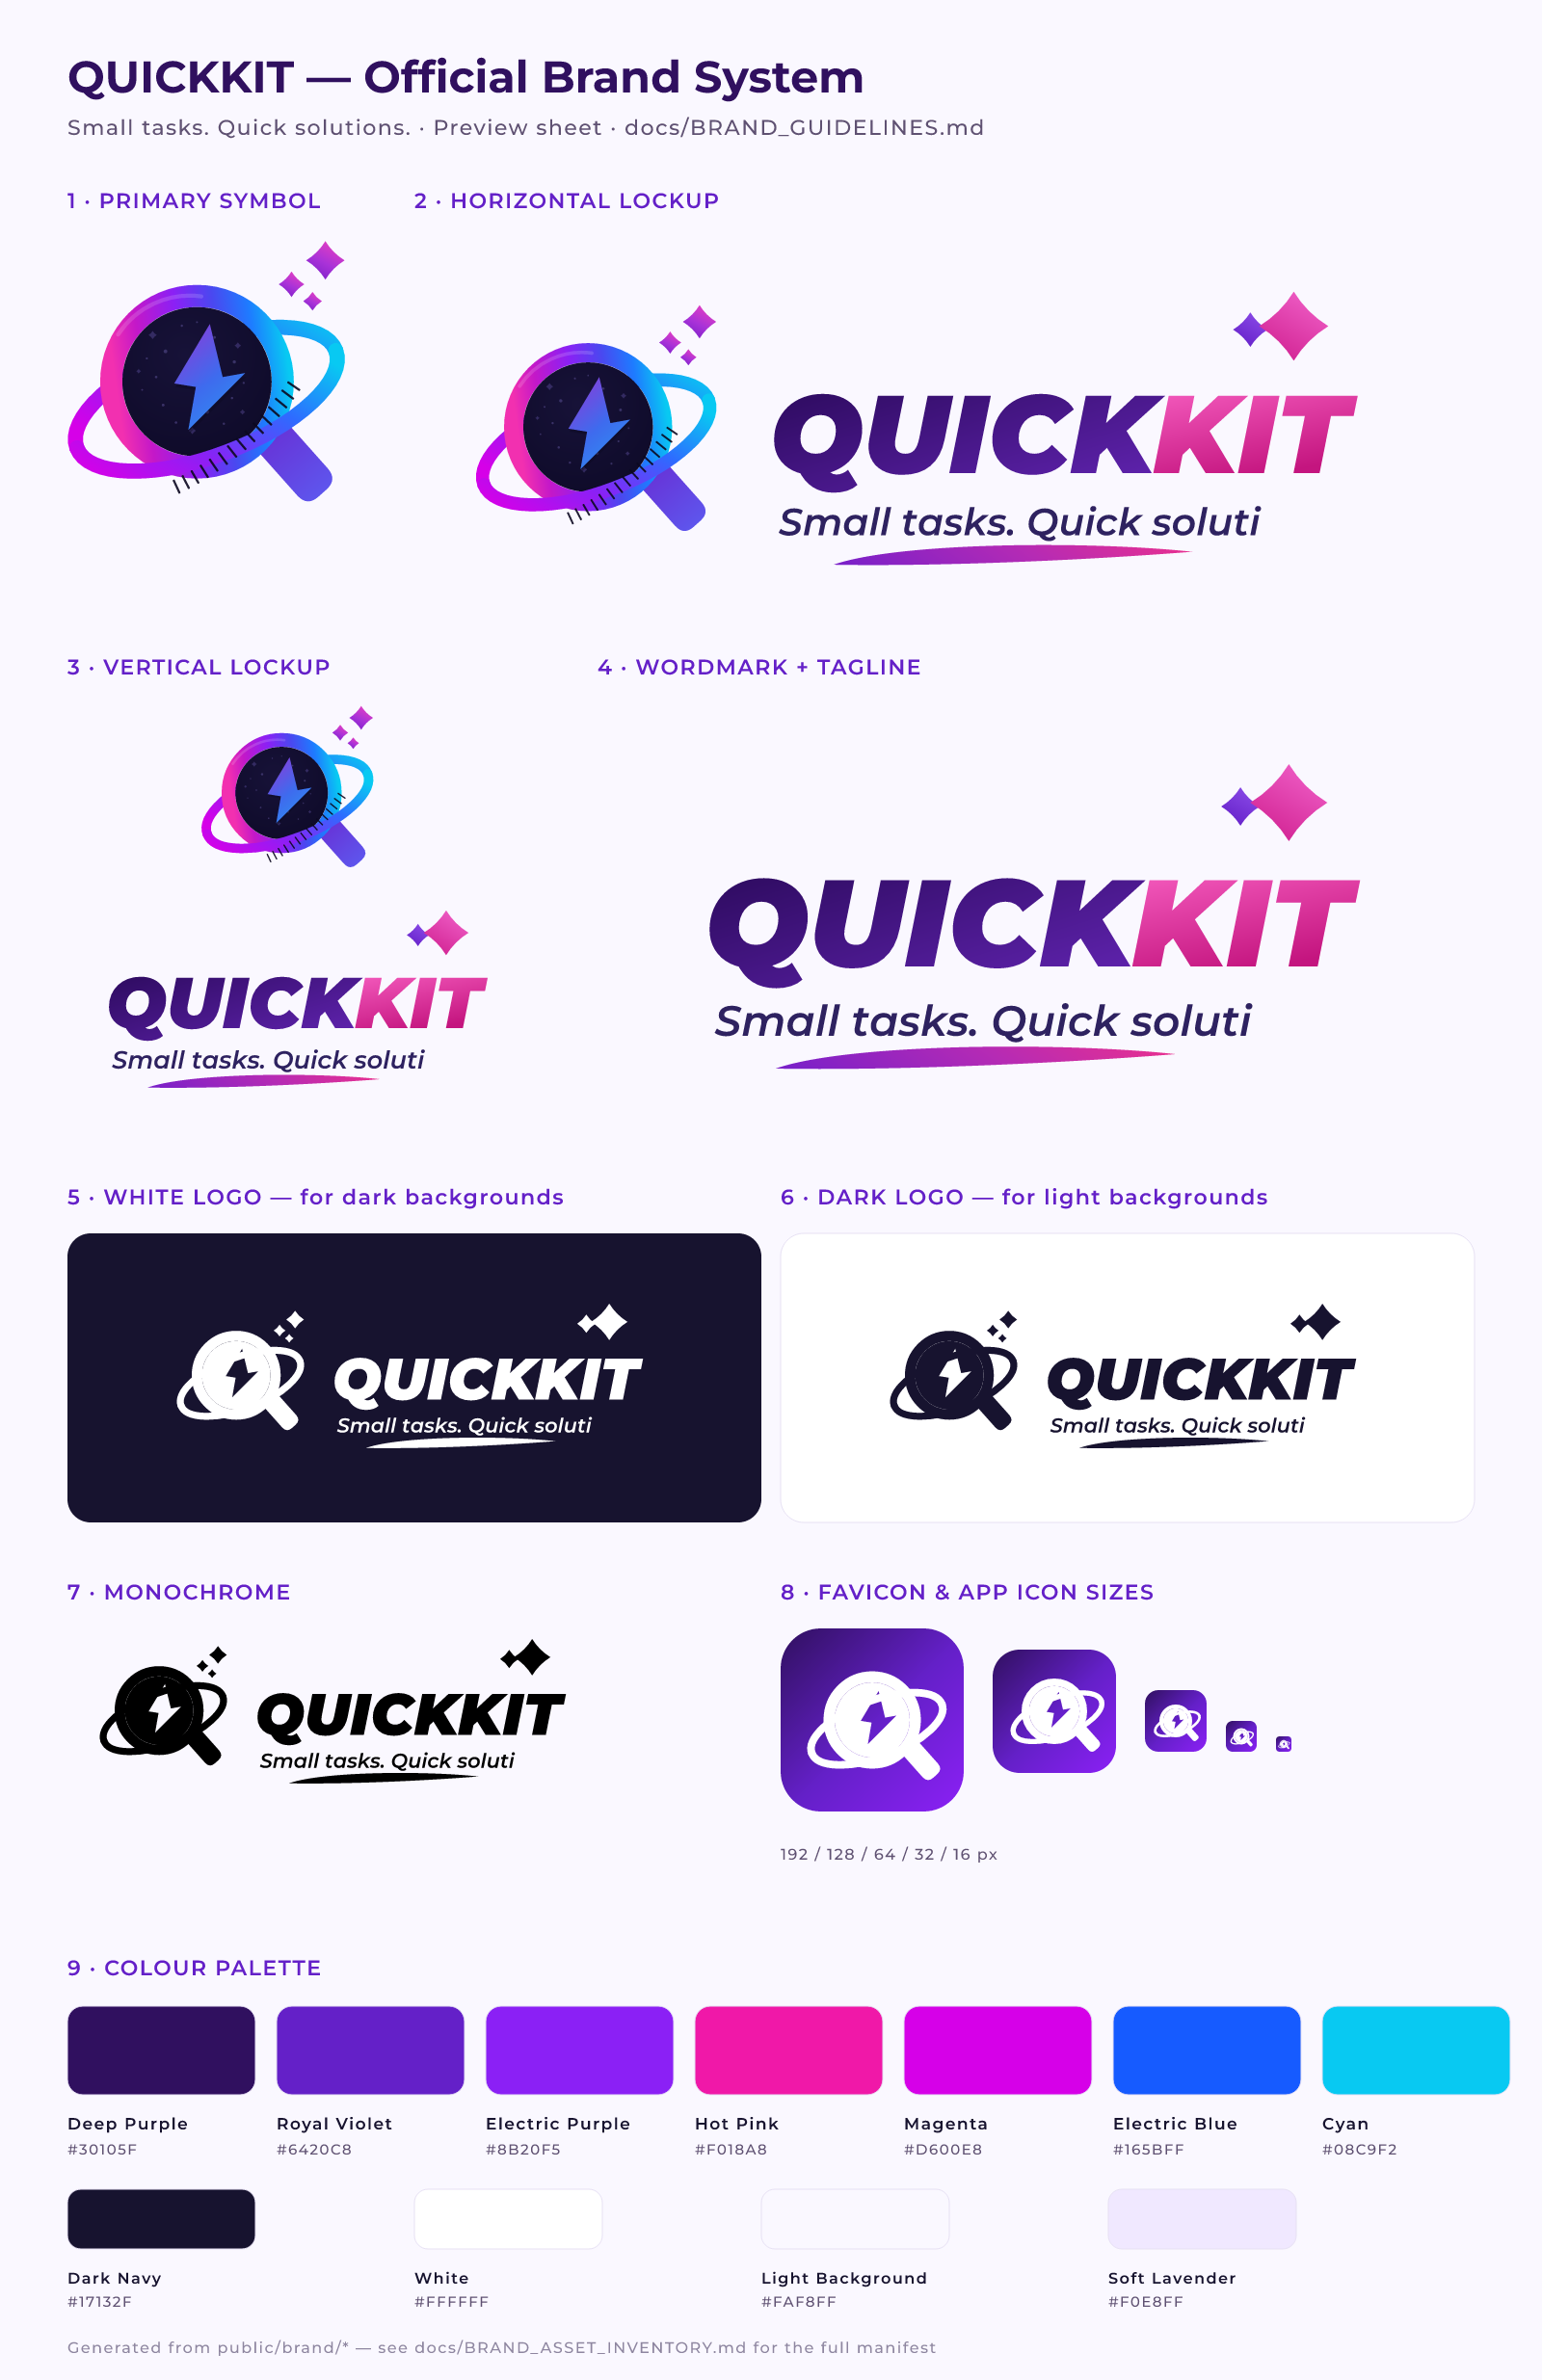 QUICKKIT — Official Brand System
Small tasks. Quick solutions. · Preview sheet · docs/BRAND_GUIDELINES.md
1 · PRIMARY SYMBOL
2 · HORIZONTAL LOCKUP
QUICKKIT
Small tasks. Quick soluti
3 · VERTICAL LOCKUP
4 · WORDMARK + TAGLINE
QUICKKIT
Small tasks. Quick soluti
QUICKKIT
Small tasks. Quick soluti
5 · WHITE LOGO — for dark backgrounds
6 · DARK LOGO — for light backgrounds
QUICKKIT
Small tasks. Quick soluti
QUICKKIT
Small tasks. Quick soluti
7 · MONOCHROME
8 · FAVICON & APP ICON SIZES
QUICKKIT
Small tasks. Quick soluti
192 / 128 / 64 / 32 / 16 px
9 · COLOUR PALETTE
Deep Purple
#30105F
Royal Violet
#6420C8
Electric Purple
#8B20F5
Hot Pink
#F018A8
Magenta
#D600E8
Electric Blue
#165BFF
Cyan
#08C9F2
Dark Navy
#17132F
White
#FFFFFF
Light Background
#FAF8FF
Soft Lavender
#F0E8FF
Generated from public/brand/* — see docs/BRAND_ASSET_INVENTORY.md for the full manifest